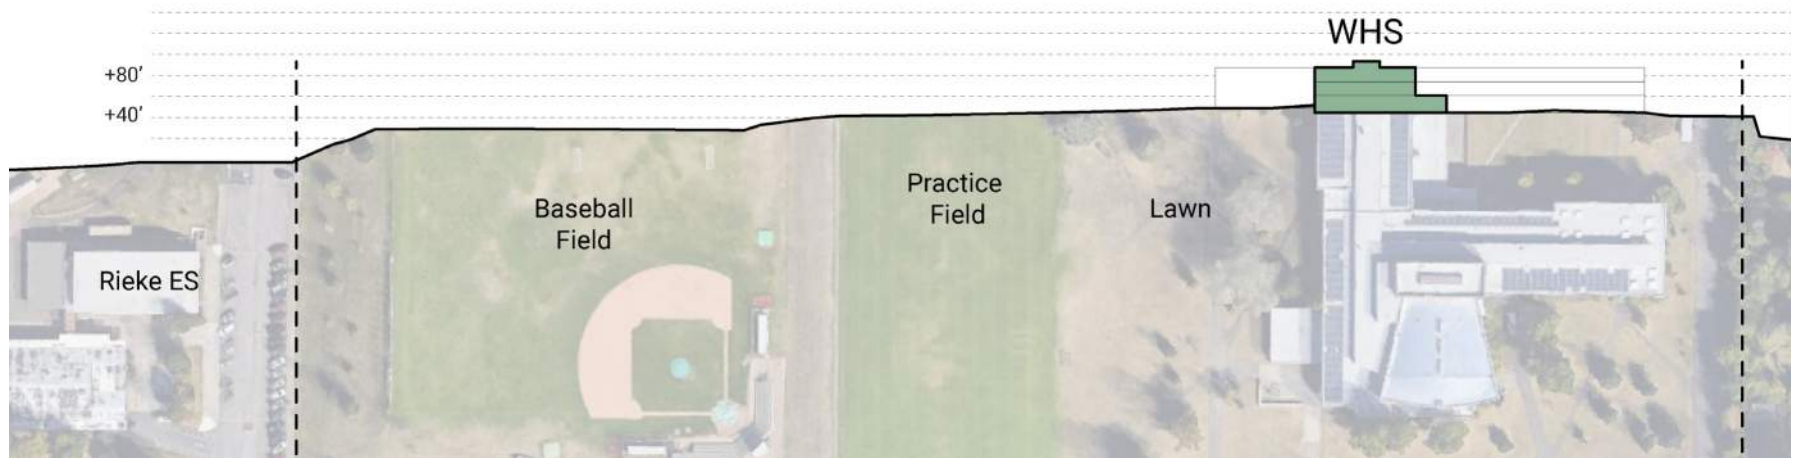 WHS
+80'
+40'
Practice
Field
Baseball
Field
Lawn
Rieke ES